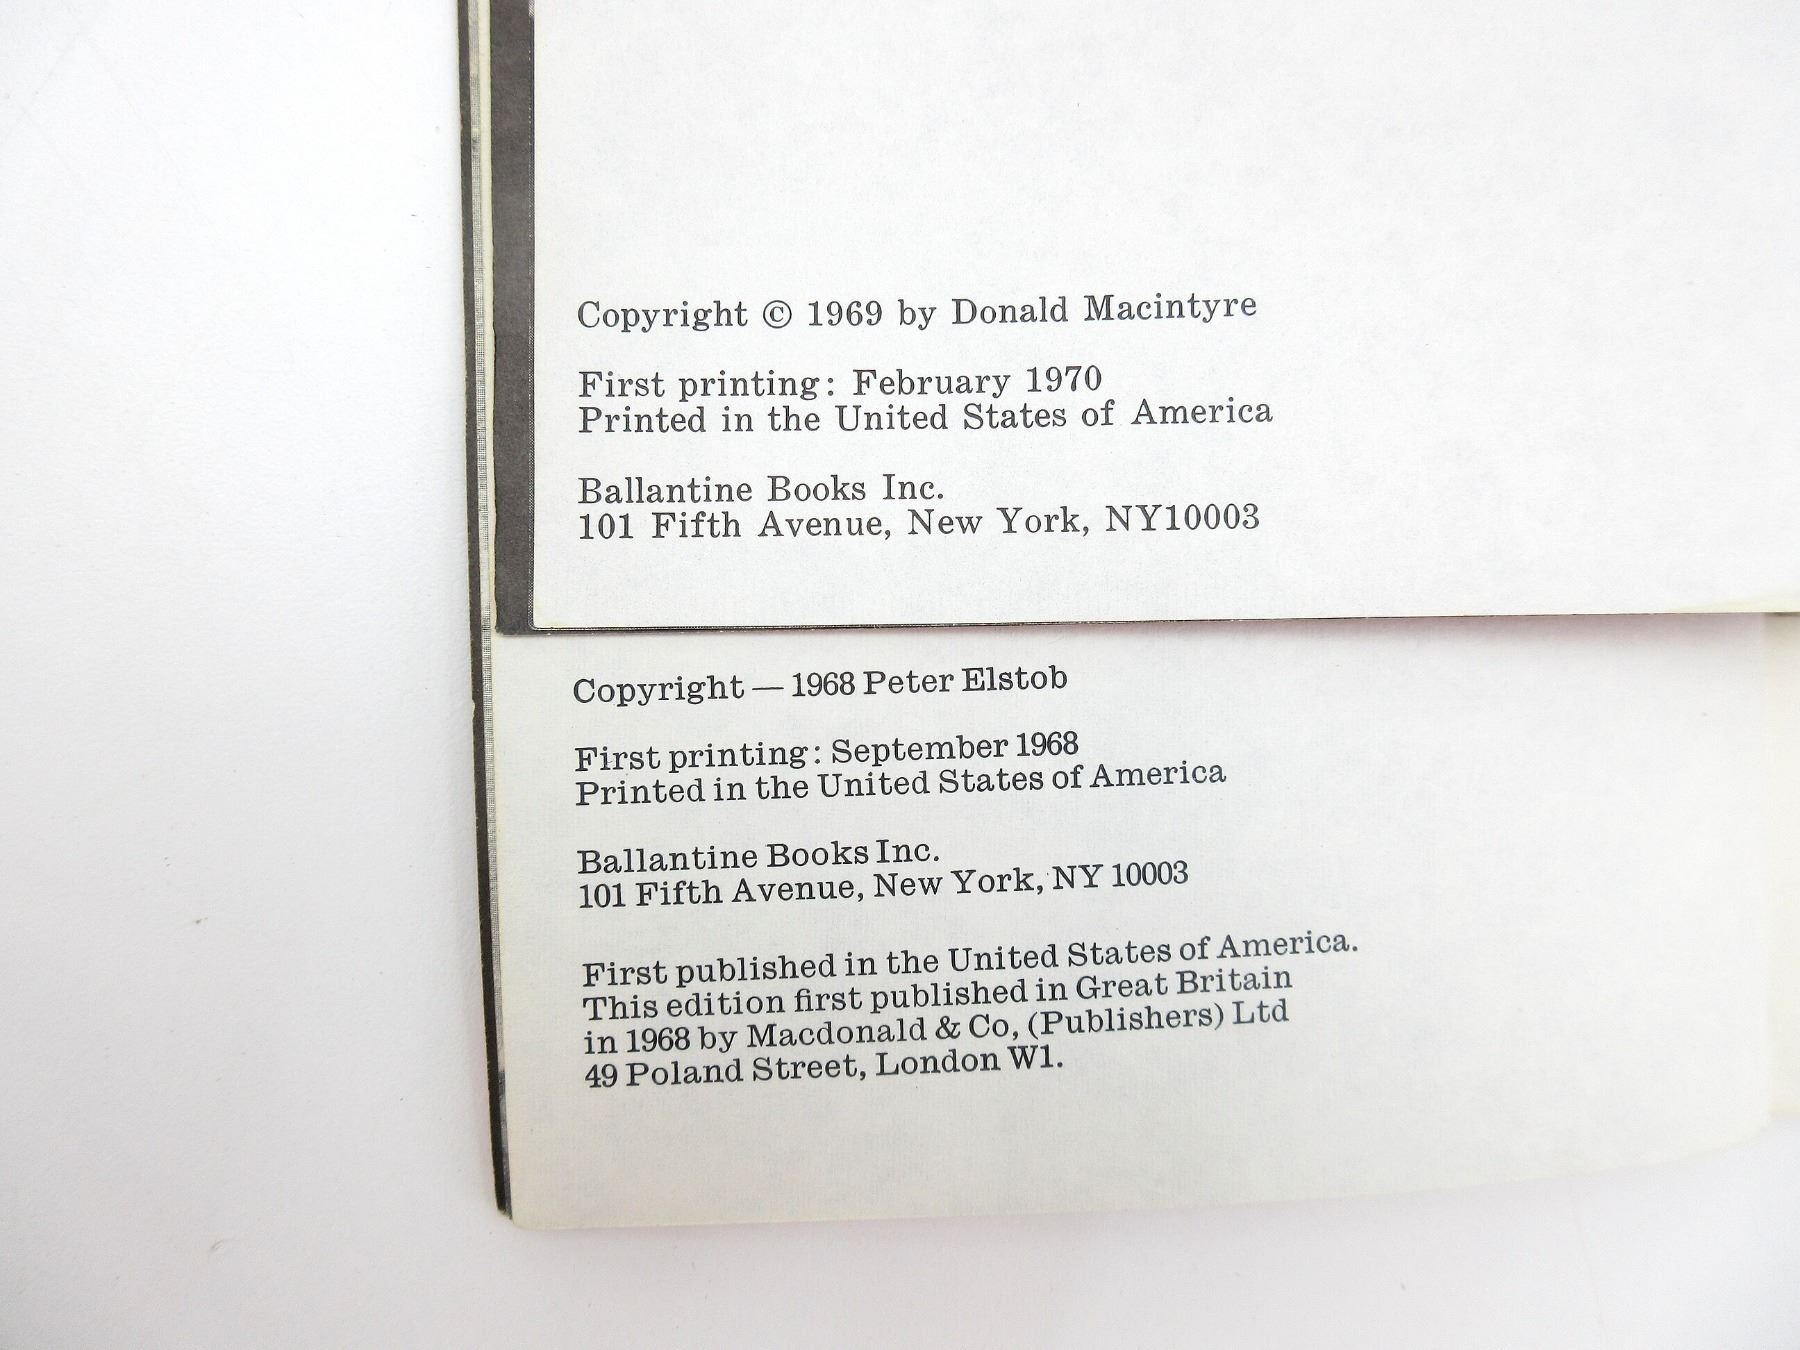 Copyright © 1969 by Donald Macintyre
First printing: February 1970
Printed in the United States of America
Ballantine Books Inc.
101 Fifth Avenue, New York, NY10003
Copyright — 1968 Peter Elstob
First printing: September 1968
Printed in the United States of America
Ballantine Books Inc.
101 Fifth Avenue, New York, NY 10003
First published in the United States of America.
This edition first published in Great Britain
in 1968 by Macdonald & Co, (Publishers) Ltd
49 Poland Street, London W1.